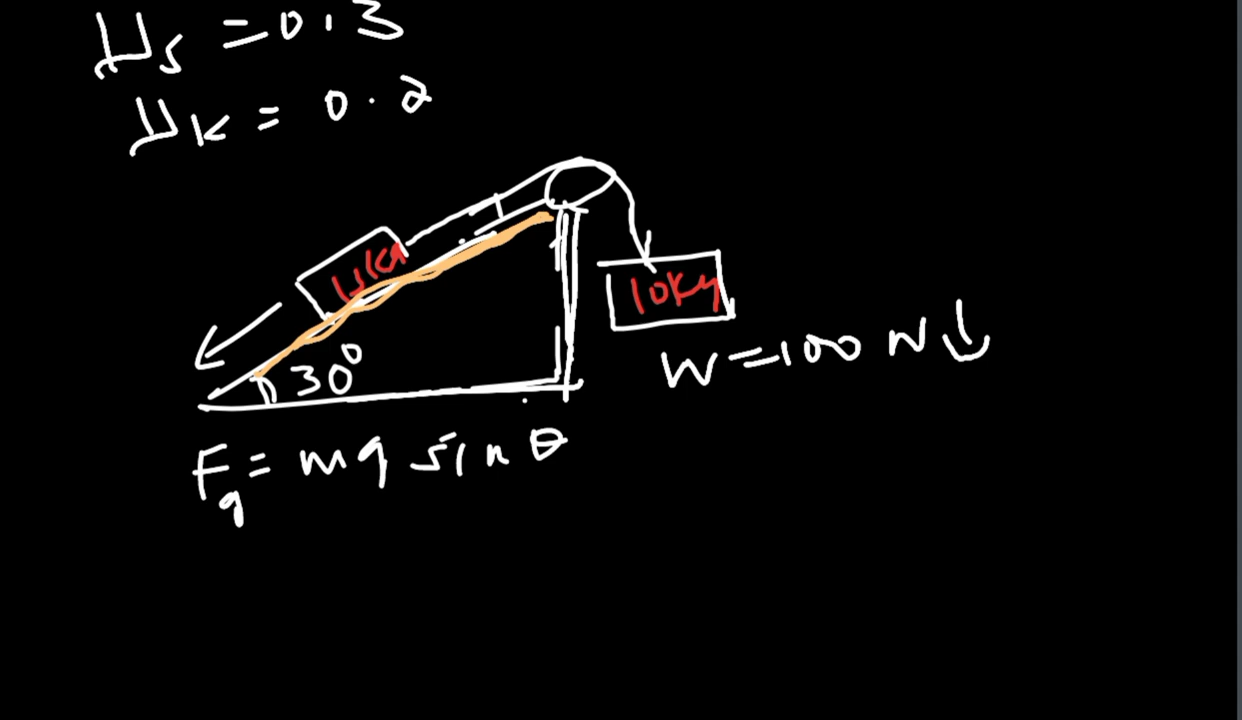 μs = 0.3
μK = 0.2
10kg
30°
W = 100 N ↓
Fg = mg sin θ